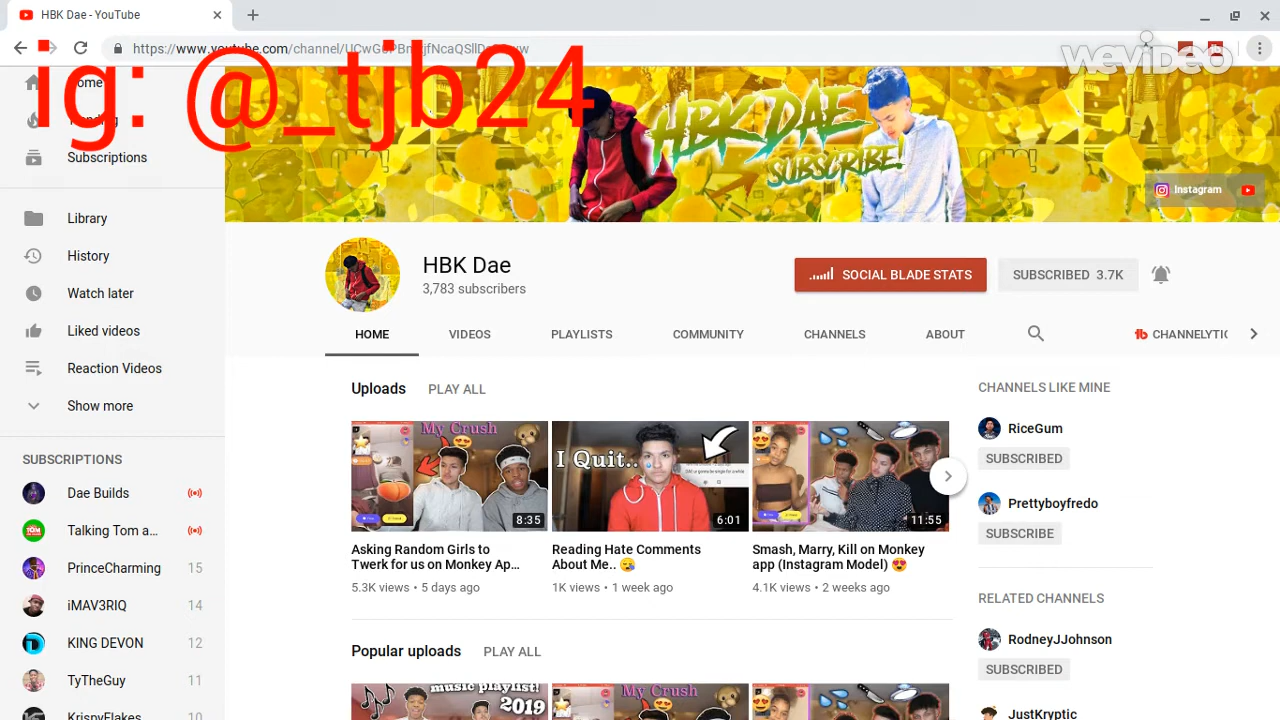 HBK Dae - YouTube
https://www.youtube.com/channel/
ig: @_tjb24
WeVideo
Home
Trending
Subscriptions
Library
History
Watch later
Liked videos
Reaction Videos
Show more
SUBSCRIPTIONS
Dae Builds
Talking Tom a...
PrinceCharming 15
iMAV3RIQ 14
KING DEVON 12
TyTheGuy 11
KrispyFlakes 10
HBK DAE
SUBSCRIBE!
Instagram
HBK Dae
3,783 subscribers
SOCIAL BLADE STATS
SUBSCRIBED 3.7K
HOME
VIDEOS
PLAYLISTS
COMMUNITY
CHANNELS
ABOUT
CHANNELYTIC
Uploads PLAY ALL
My Crush
8:35
Asking Random Girls to
Twerk for us on Monkey Ap...
5.3K views • 5 days ago
I Quit..
6:01
Reading Hate Comments
About Me.. 😪
1K views • 1 week ago
11:55
Smash, Marry, Kill on Monkey
app (Instagram Model) 😍
4.1K views • 2 weeks ago
Popular uploads PLAY ALL
music playlist!
2019
My Crush
CHANNELS LIKE MINE
RiceGum
SUBSCRIBED
Prettyboyfredo
SUBSCRIBE
RELATED CHANNELS
RodneyJJohnson
SUBSCRIBED
JustKryptic